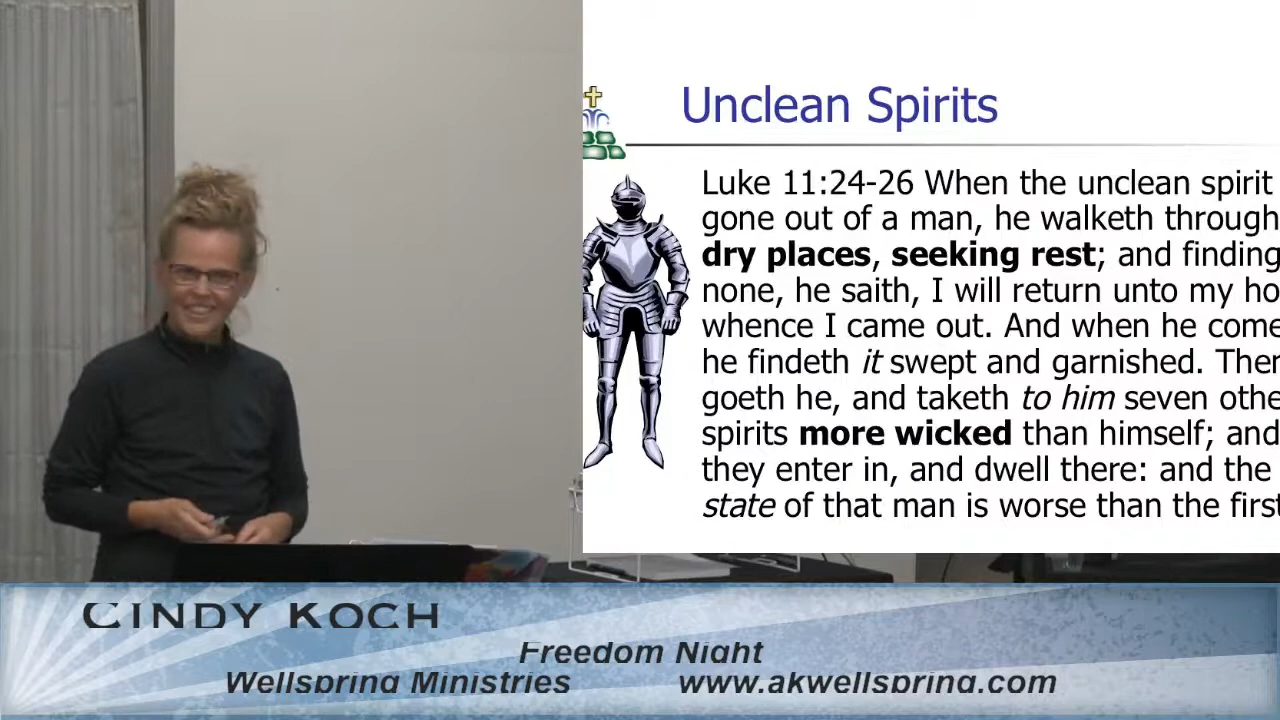 Unclean Spirits
Luke 11:24-26 When the unclean spirit
gone out of a man, he walketh through
dry places, seeking rest; and finding
none, he saith, I will return unto my ho
whence I came out. And when he come
he findeth it swept and garnished. Then
goeth he, and taketh to him seven othe
spirits more wicked than himself; and
they enter in, and dwell there: and the
state of that man is worse than the first
CINDY KOCH
Freedom Night
Wellspring Ministries www.akwellspring.com